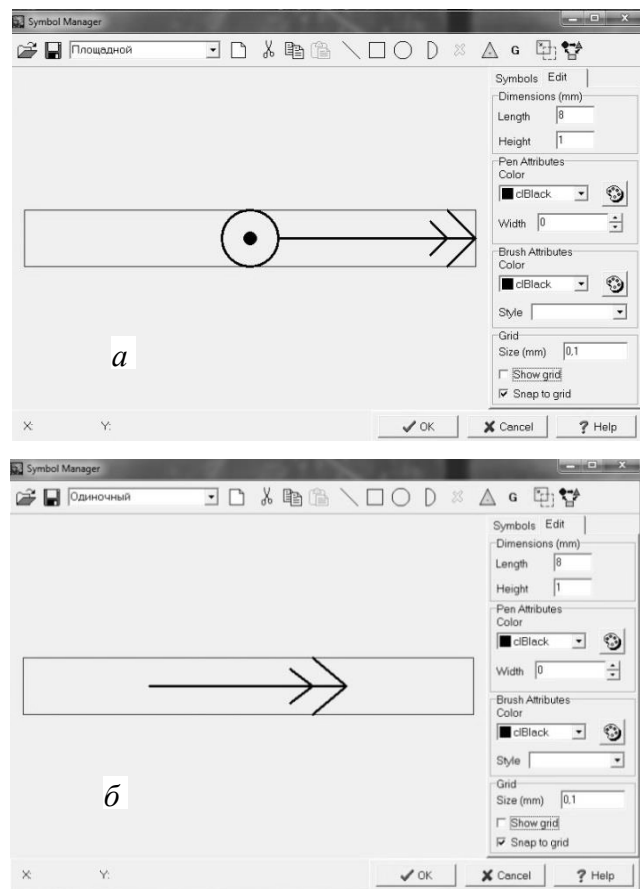 Symbol Manager
Площадной
G
Symbols Edit
Dimensions (mm)
Length 8
Height 1
Pen Attributes
Color
clBlack
Width 0
Brush Attributes
Color
clBlack
Style
Grid
Size (mm) 0,1
Show grid
Snap to grid
а
X: Y:
OK Cancel ? Help
Symbol Manager
Одиночный
G
Symbols Edit
Dimensions (mm)
Length 8
Height 1
Pen Attributes
Color
clBlack
Width 0
Brush Attributes
Color
clBlack
Style
Grid
Size (mm) 0,1
Show grid
Snap to grid
б
X: Y:
OK Cancel ? Help